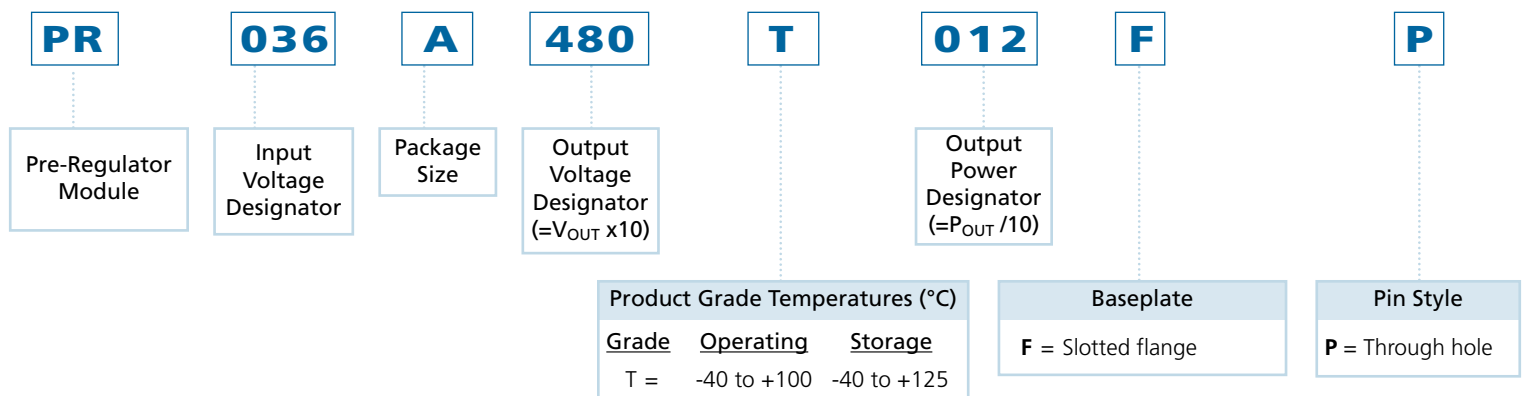 PR 036 A 480 T 012 F P
Pre-Regulator
Module
Input
Voltage
Designator
Package
Size
Output
Voltage
Designator
(=VOUT x10)
Output
Power
Designator
(=POUT /10)
Product Grade Temperatures (°C)
Grade Operating Storage
T = -40 to +100 -40 to +125
Baseplate
F = Slotted flange
Pin Style
P = Through hole